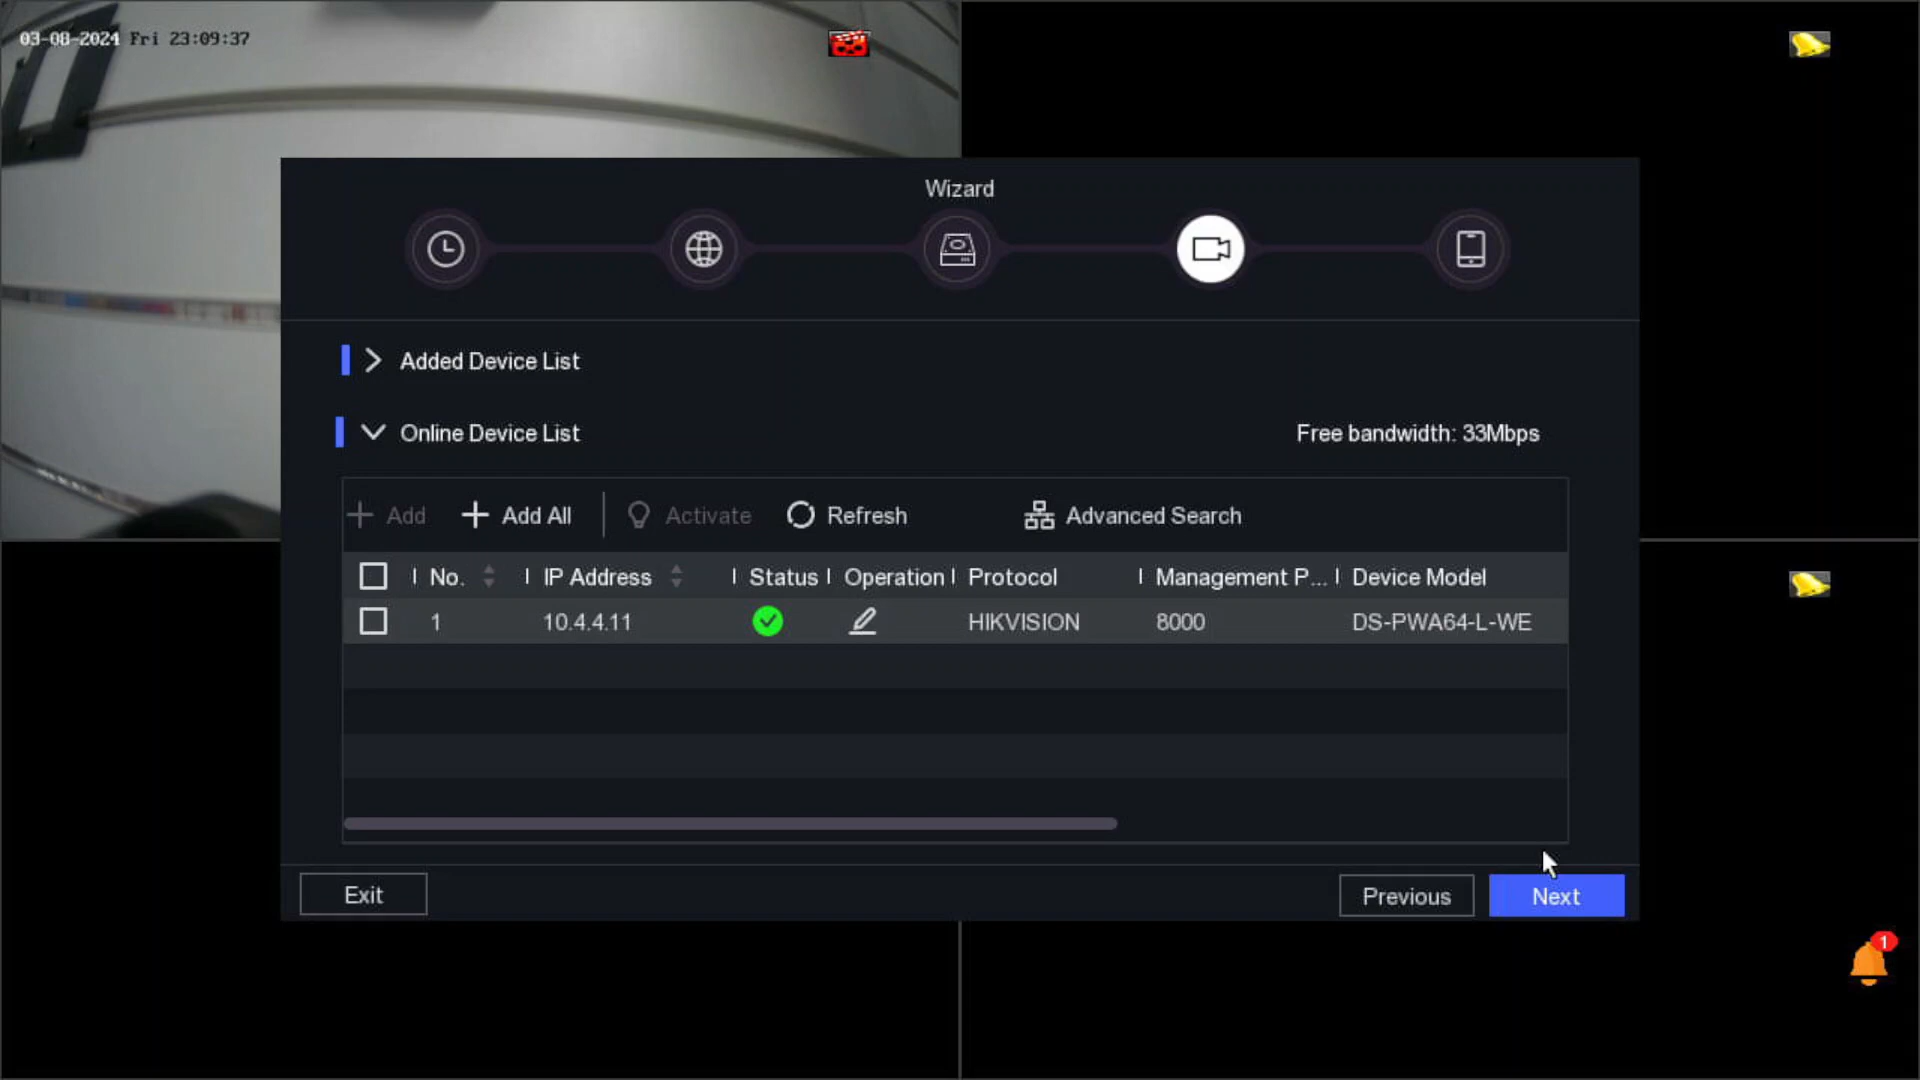 03-08-2024 Fri 23:09:37
Wizard
Added Device List
Online Device List
Free bandwidth: 33Mbps
Add
Add All
Activate
Refresh
Advanced Search
No.
IP Address
Status
Operation
Protocol
Management P...
Device Model
1
10.4.4.11
HIKVISION
8000
DS-PWA64-L-WE
Exit
Previous
Next
1